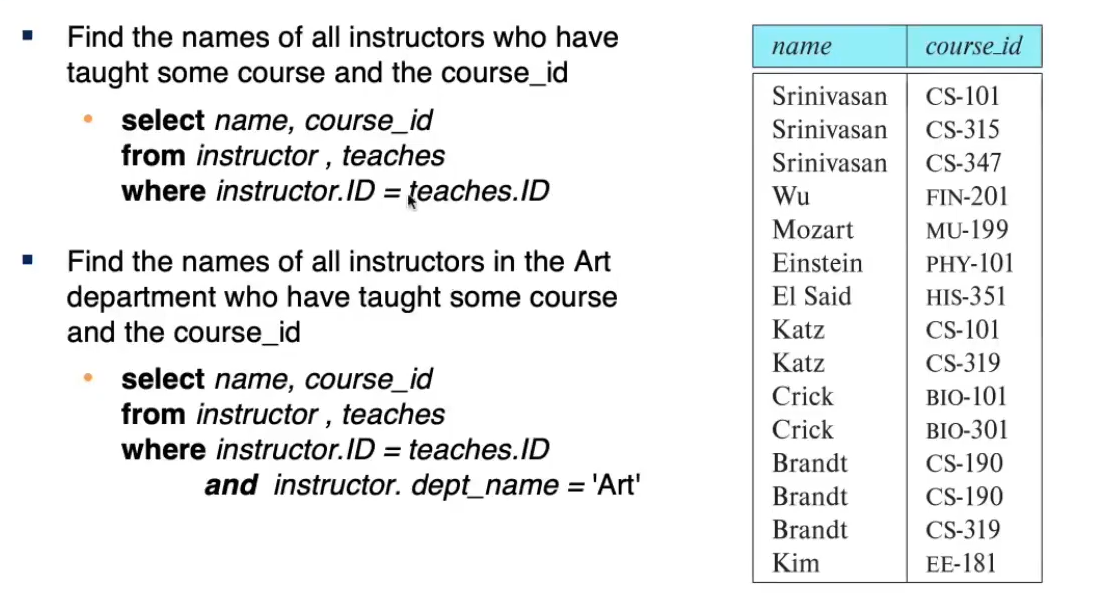 Find the names of all instructors who have
taught some course and the course_id
select name, course_id
from instructor , teaches
where instructor.ID = teaches.ID
Find the names of all instructors in the Art
department who have taught some course
and the course_id
select name, course_id
from instructor , teaches
where instructor.ID = teaches.ID
and instructor. dept_name = 'Art'
name course_id
Srinivasan CS-101
Srinivasan CS-315
Srinivasan CS-347
Wu FIN-201
Mozart MU-199
Einstein PHY-101
El Said HIS-351
Katz CS-101
Katz CS-319
Crick BIO-101
Crick BIO-301
Brandt CS-190
Brandt CS-190
Brandt CS-319
Kim EE-181